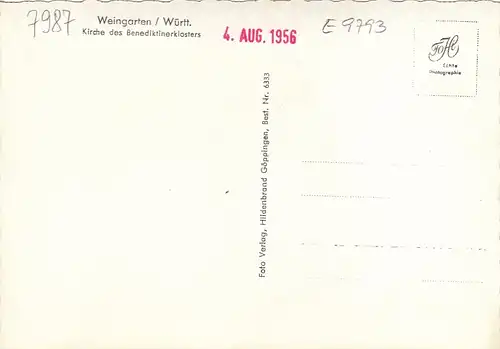 7987
Weingarten / Württ.
Kirche des Benediktinerklosters
4. AUG. 1956
E 9793
FoHi
Echte
Photographie
Foto Verlag, Hildenbrand Göppingen, Best. Nr. 6333